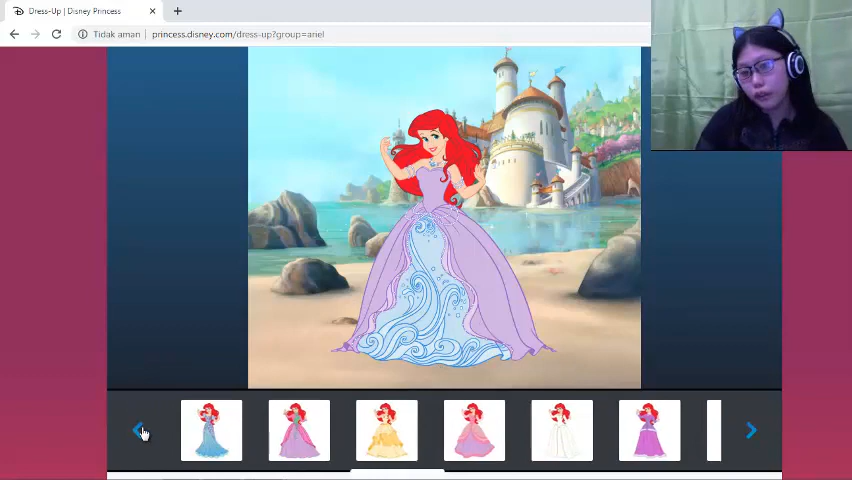 Dress-Up | Disney Princess
Tidak aman | princess.disney.com/dress-up?group=ariel